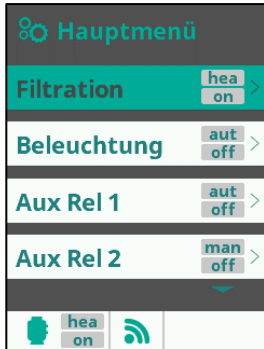 Hauptmenü
Filtration hea
on
Beleuchtung aut
off
Aux Rel 1 aut
off
Aux Rel 2 man
off
hea
on